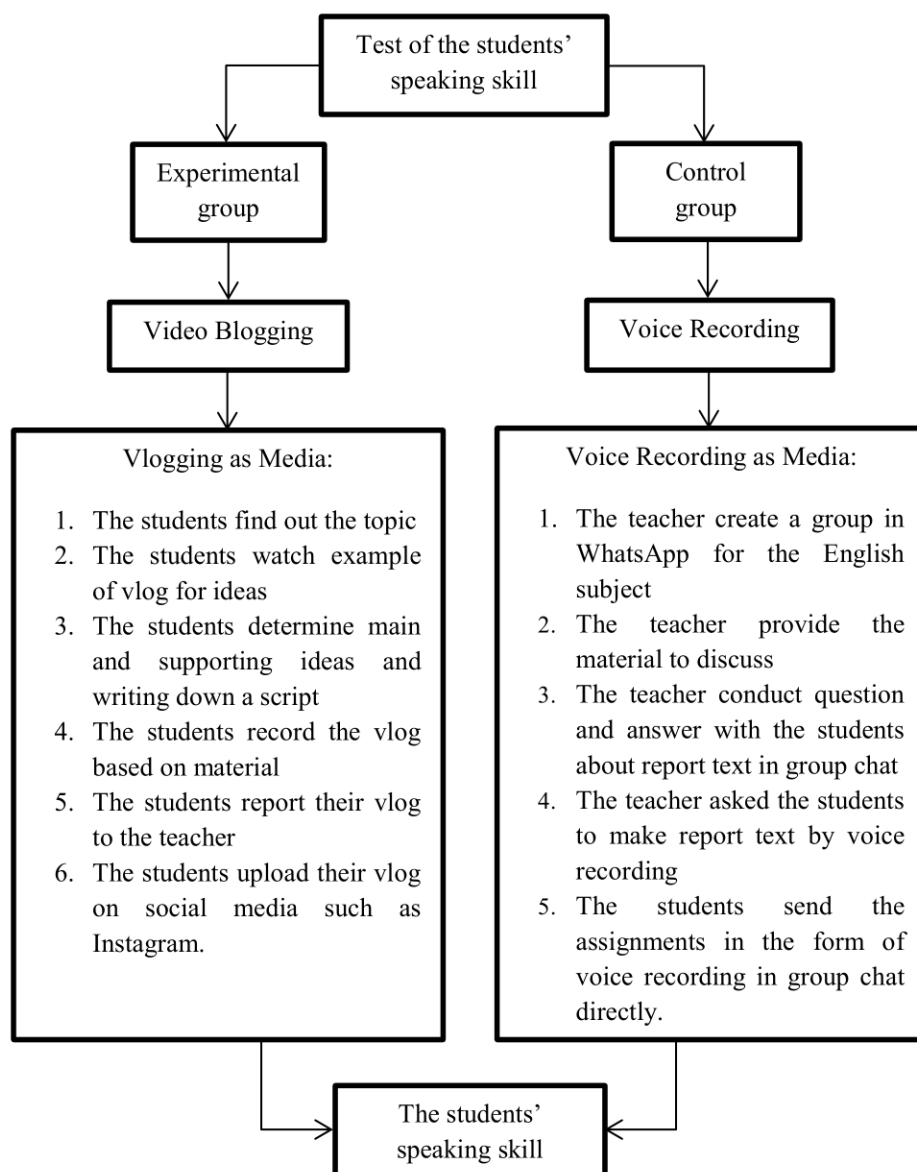 Test of the students’
speaking skill
Experimental
group
Control
group
Video Blogging
Voice Recording
Vlogging as Media:
1. The students find out the topic
2. The students watch example
of vlog for ideas
3. The students determine main
and supporting ideas and
writing down a script
4. The students record the vlog
based on material
5. The students report their vlog
to the teacher
6. The students upload their vlog
on social media such as
Instagram.
Voice Recording as Media:
1. The teacher create a group in
WhatsApp for the English
subject
2. The teacher provide the
material to discuss
3. The teacher conduct question
and answer with the students
about report text in group chat
4. The teacher asked the students
to make report text by voice
recording
5. The students send the
assignments in the form of
voice recording in group chat
directly.
The students’
speaking skill